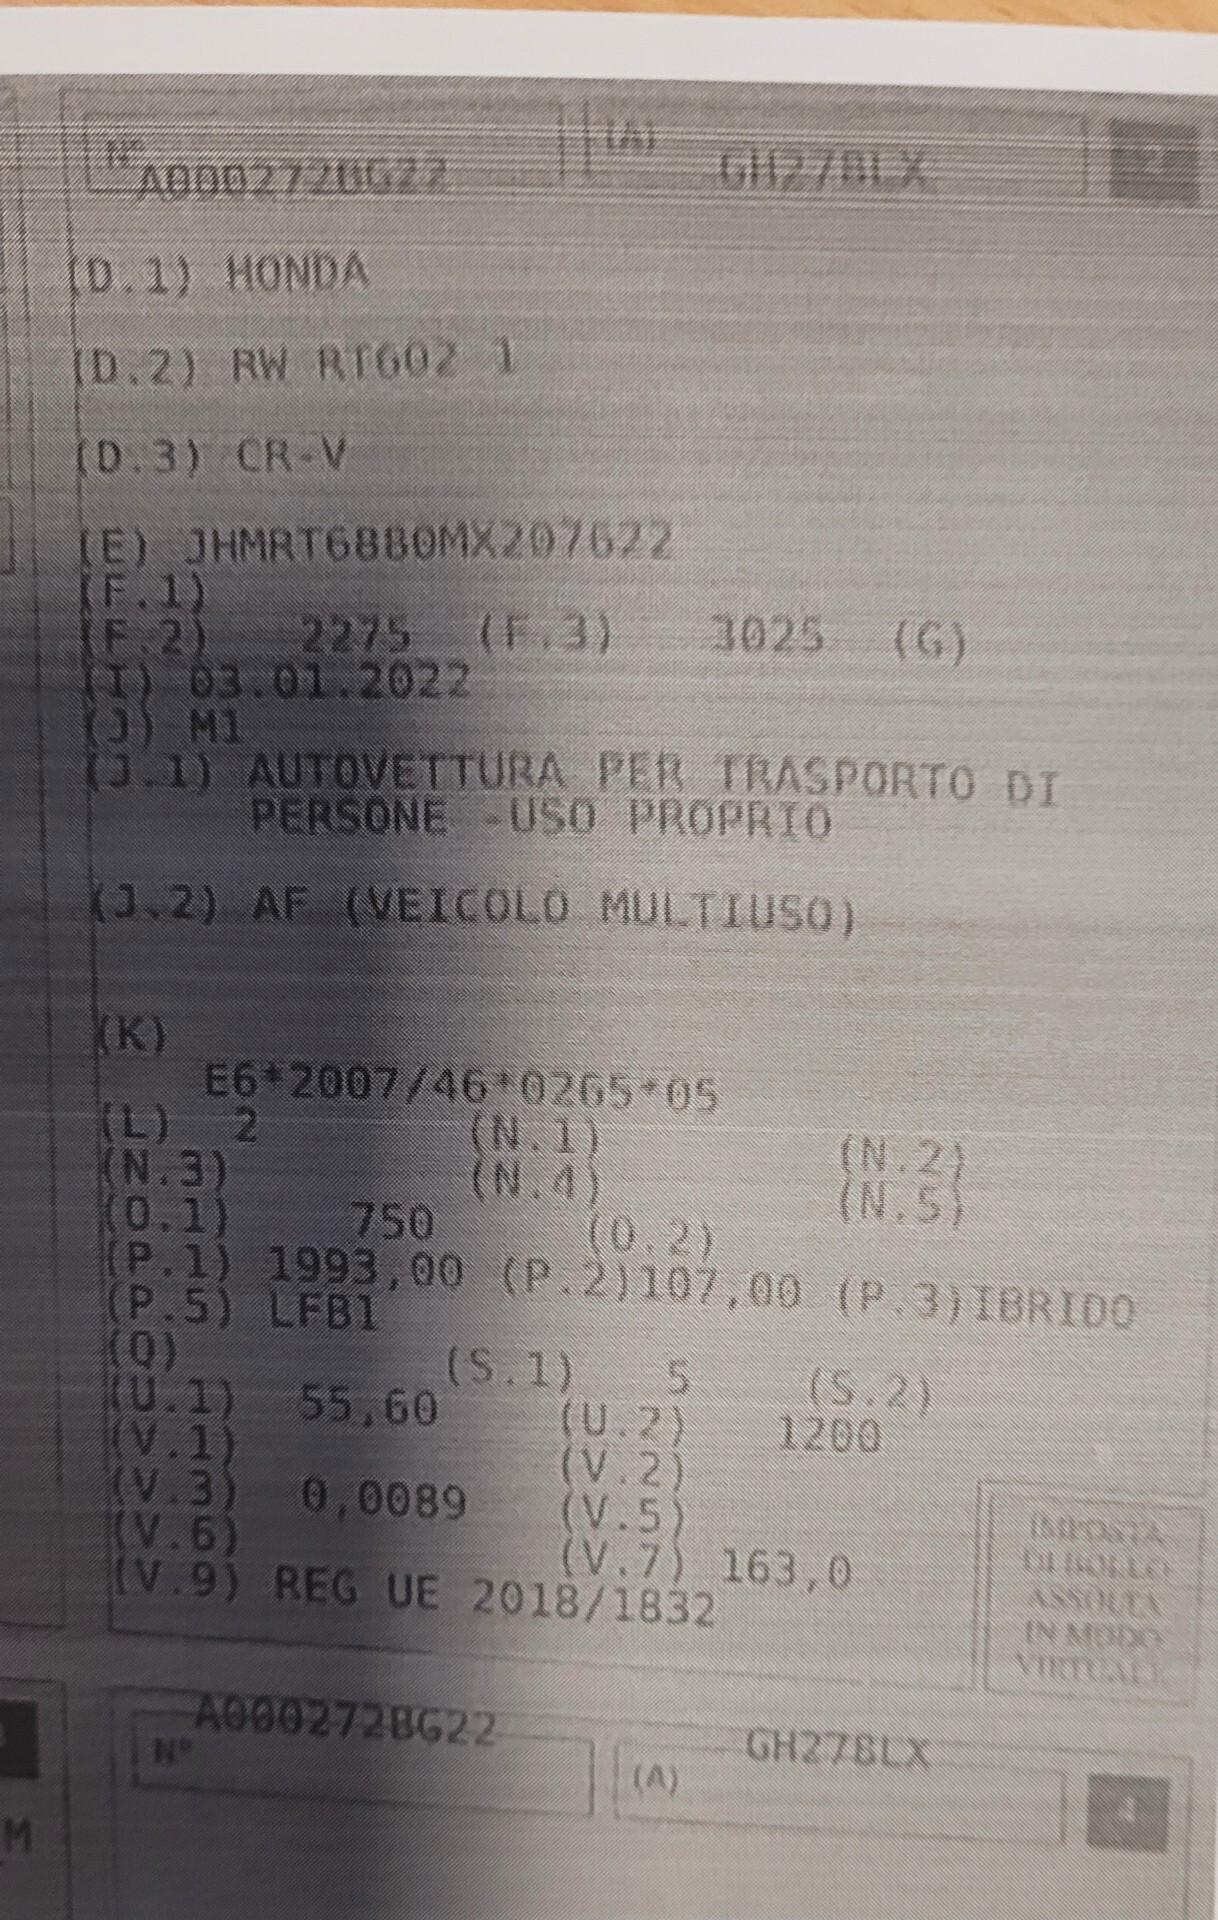 N° (A)
A000272BG22 GH278LX
(D.1) HONDA
(D.2) RW RT602 1
(D.3) CR-V
(E) JHMRT6880MX207622
(F.1)
(F.2) 2275 (F.3) 3025 (G)
(I) 03.01.2022
(J) M1
(J.1) AUTOVETTURA PER TRASPORTO DI
PERSONE -USO PROPRIO
(J.2) AF (VEICOLO MULTIUSO)
(K)
E6*2007/46*0265*05
(L) 2 (N.1) (N.2)
(N.3) (N.4) (N.5)
(O.1) 750 (O.2)
(P.1) 1993,00 (P.2)107,00 (P.3)IBRIDO
(P.5) LFB1
(Q) (S.1) 5 (S.2)
(U.1) 55,60 (U.2) 1200
(V.1) (V.2)
(V.3) 0,0089 (V.5)
(V.6) (V.7) 163,0
(V.9) REG UE 2018/1832
IMPOSTA
DI BOLLO
ASSOLTA
IN MODO
VIRTUALE
A000272BG22 GH278LX
N° (A) 4
M